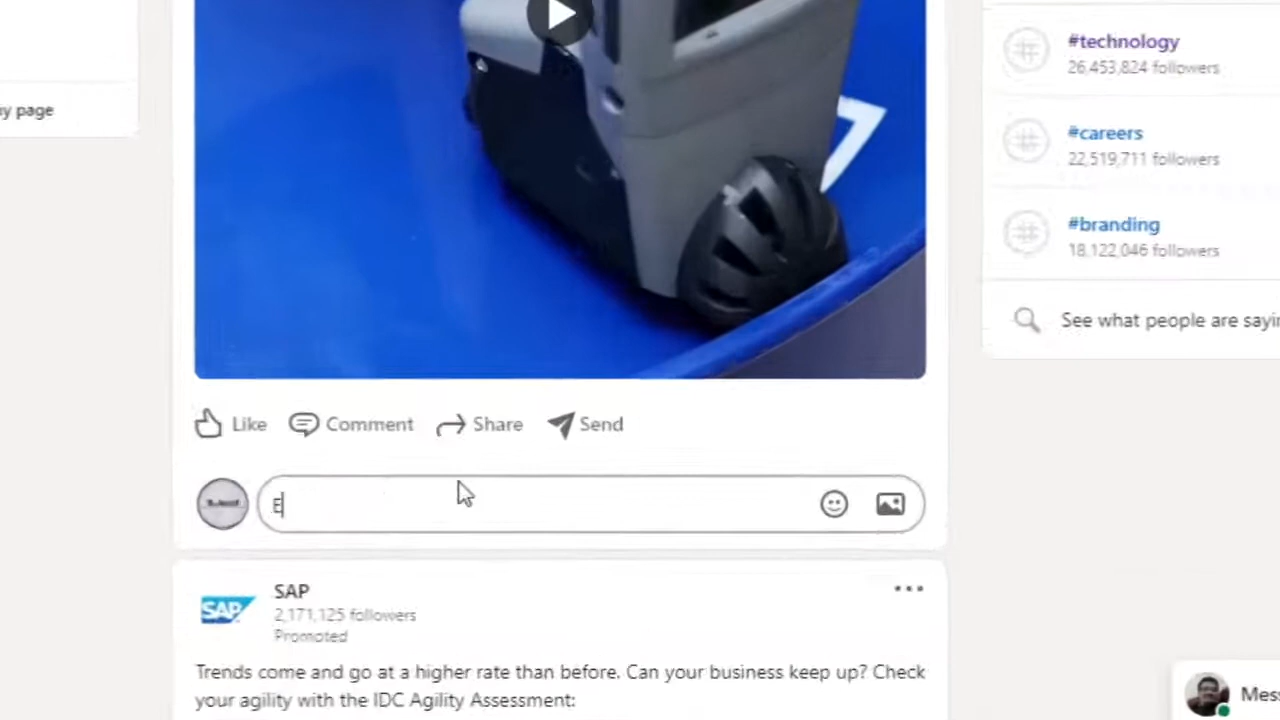 #technology
26,453,824 followers
y page
#careers
22,519,711 followers
#branding
18,122,046 followers
See what people are sayin
Like
Comment
Share
Send
E
SAP
SAP
2,171,125 followers
Promoted
Trends come and go at a higher rate than before. Can your business keep up? Check
your agility with the IDC Agility Assessment:
Mess